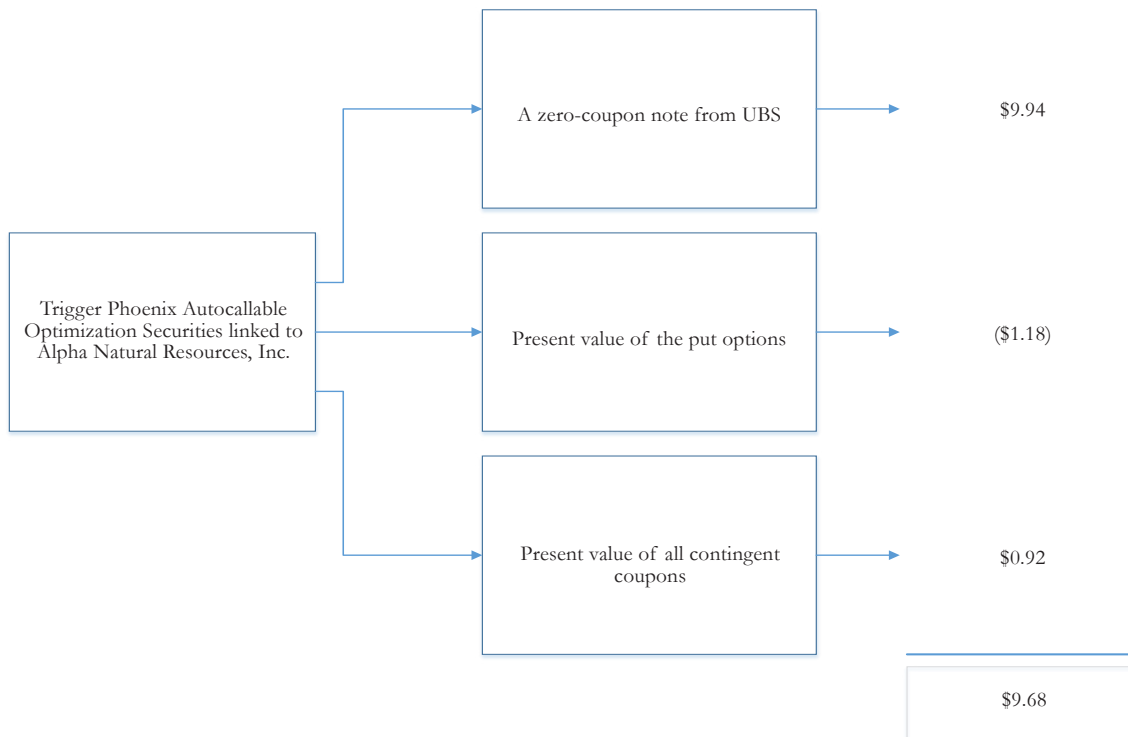 A zero-coupon note from UBS
$9.94
Trigger Phoenix Autocallable
Optimization Securities linked to
Alpha Natural Resources, Inc.
Present value of the put options
($1.18)
Present value of all contingent
coupons
$0.92
$9.68